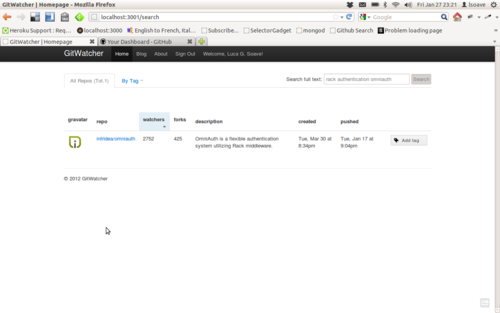 GitWatcher | Homepage - Mozilla Firefox
Fri Jan 27 23:21
lsoave
localhost:3001/search
Google
Heroku Support : Req...
localhost:3000
English to French, Ital...
Subscribe...
SelectorGadget
mongod
Github Search
Problem loading page
GitWatcher | Homepage
Your Dashboard - GitHub
GitWatcher
Home
Blog
About
Sign Out
Welcome, Luca G. Soave!
All Repos (Tot.1)
By Tag
Search full text:
rack authentication omniauth
Search
gravatar
repo
watchers
forks
description
created
pushed
intridea/omniauth
2752
425
OmniAuth is a flexible authentication
system utilizing Rack middleware.
Tue, Mar 30 at
8:34pm
Tue, Jan 17 at
9:04pm
Add tag
© 2012 GitWatcher